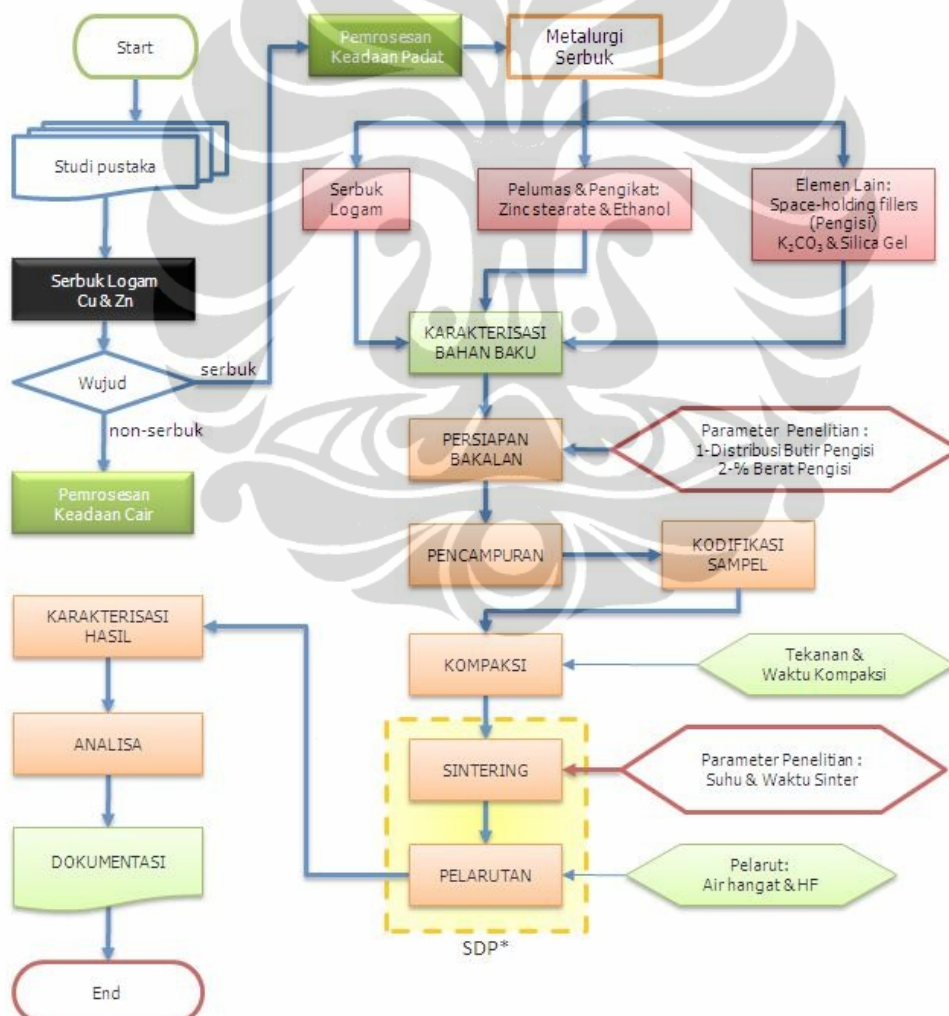 Start
Studi pustaka
Serbuk Logam
Cu & Zn
Wujud
serbuk
non-serbuk
Pemrosesan
Keadaan Cair
Pemrosesan
Keadaan Padat
Metalurgi
Serbuk
Serbuk
Logam
Pelumas & Pengikat:
Zinc stearate & Ethanol
Elemen Lain:
Space-holding fillers
(Pengisi)
K₂CO₃ & Silica Gel
KARAKTERISASI
BAHAN BAKU
PERSIAPAN
BAKALAN
Parameter Penelitian :
1-Distribusi Butir Pengisi
2-% Berat Pengisi
PENCAMPURAN
KODIFIKASI
SAMPEL
KOMPAKSI
Tekanan &
Waktu Kompaksi
SINTERING
Parameter Penelitian :
Suhu & Waktu Sinter
PELARUTAN
Pelarut:
Air hangat & HF
SDP*
KARAKTERISASI
HASIL
ANALISA
DOKUMENTASI
End